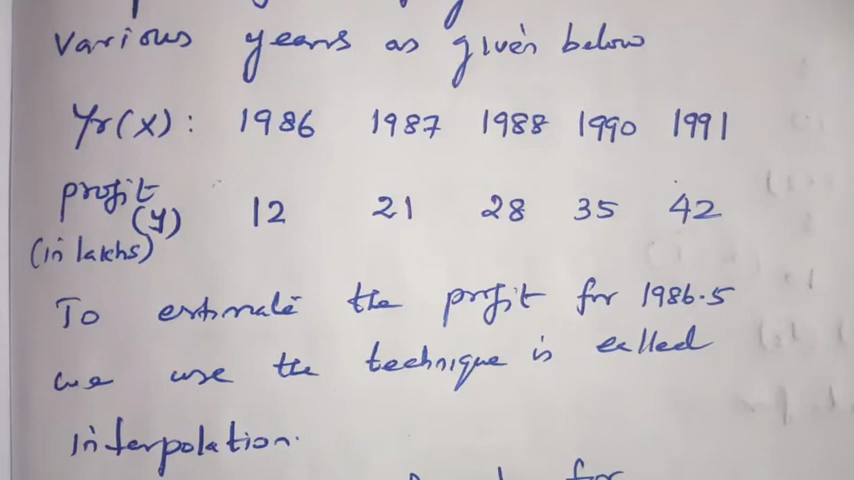 Various years as given below
Yr(X): 1986 1987 1988 1990 1991
profit (y) 12 21 28 35 42
(in lakhs)
To estimate the profit for 1986.5
we use the technique is called
Interpolation.
for